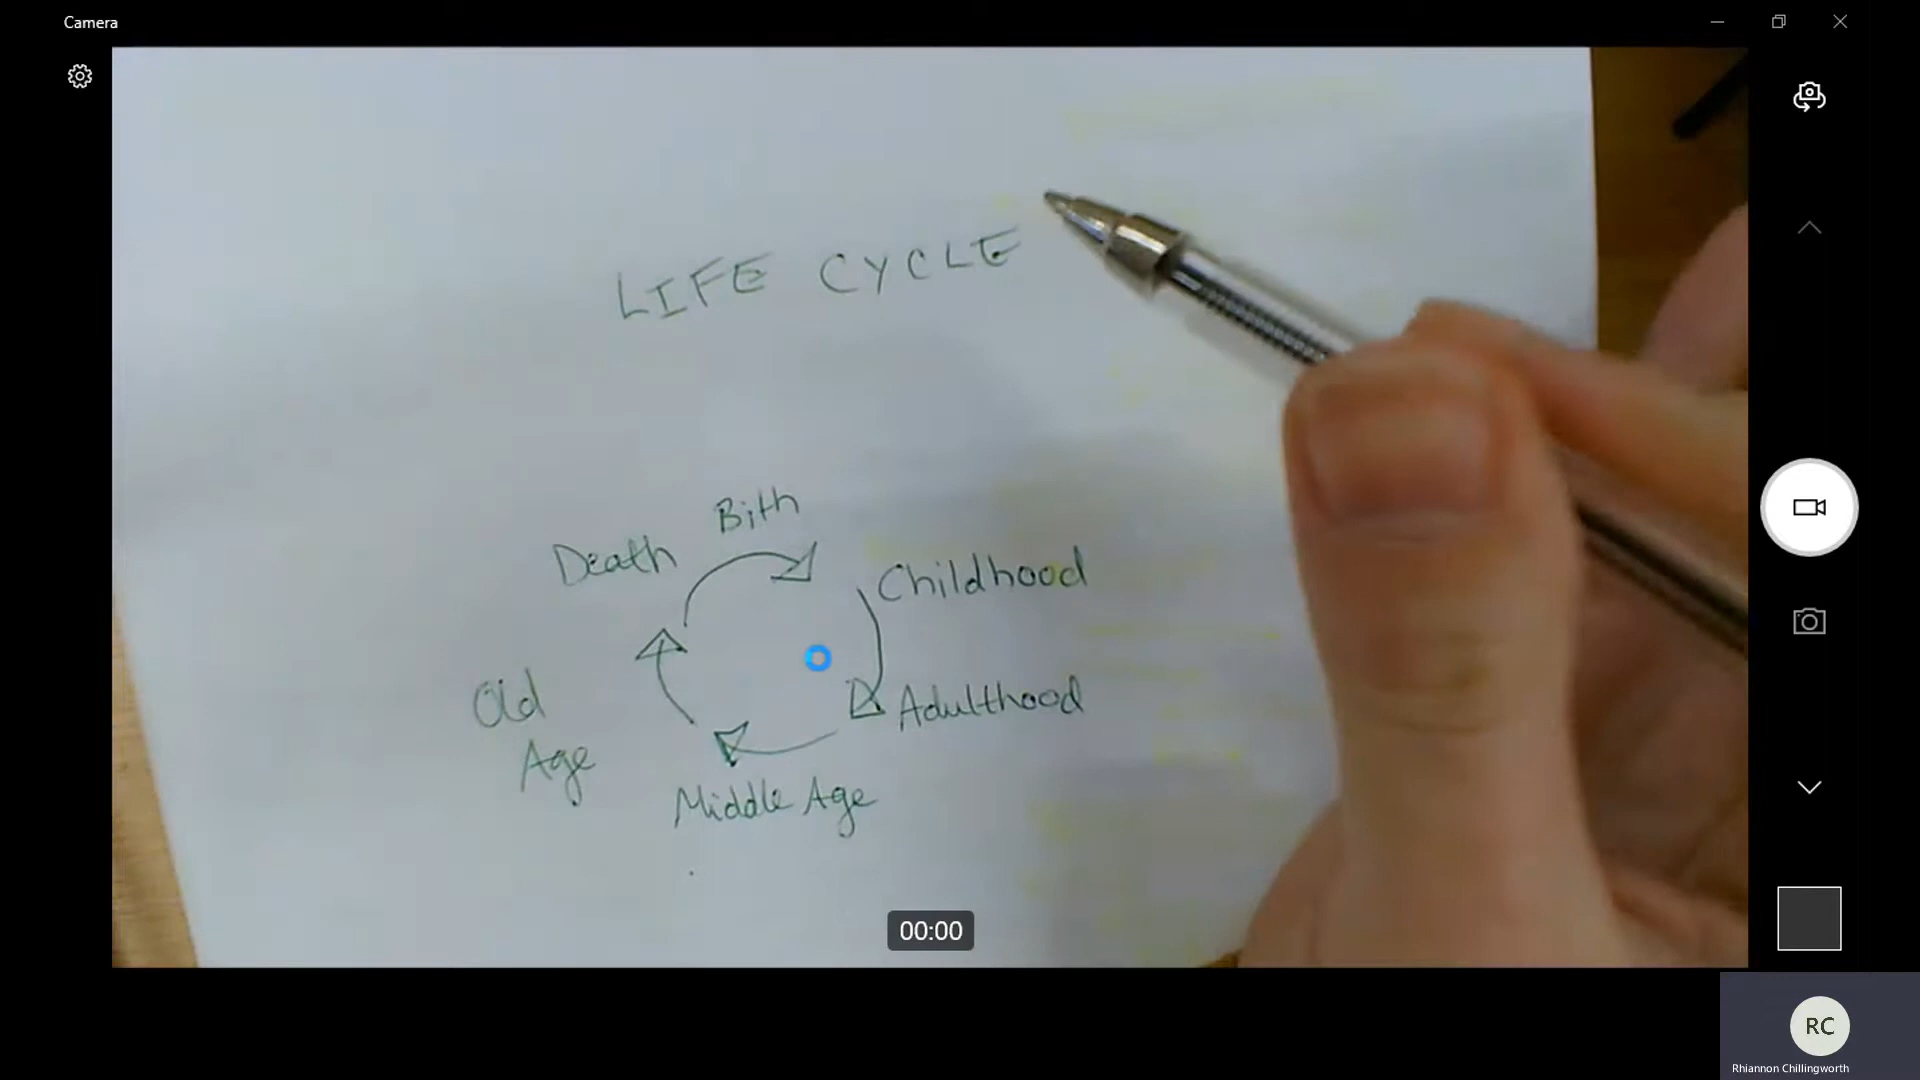 Camera
LIFE CYCLE
Bith
Death
Childhood
Old
Age
Adulthood
Middle Age
00:00
RC
Rhiannon Chillingworth